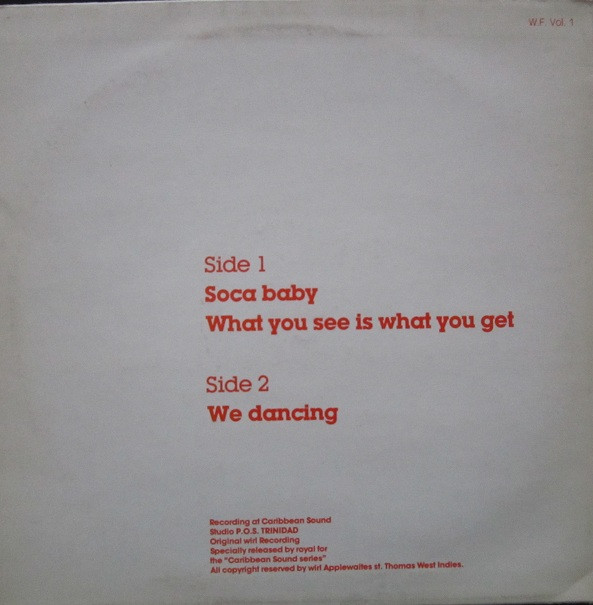 W.F. Vol. 1
Side 1
Soca baby
What you see is what you get
Side 2
We dancing
Recording at Caribbean Sound
Studio P.O.S. TRINIDAD
Original wirl Recording
Specially released by royal for
the "Caribbean Sound series"
All copyright reserved by wirl Applewaites st. Thomas West Indies.